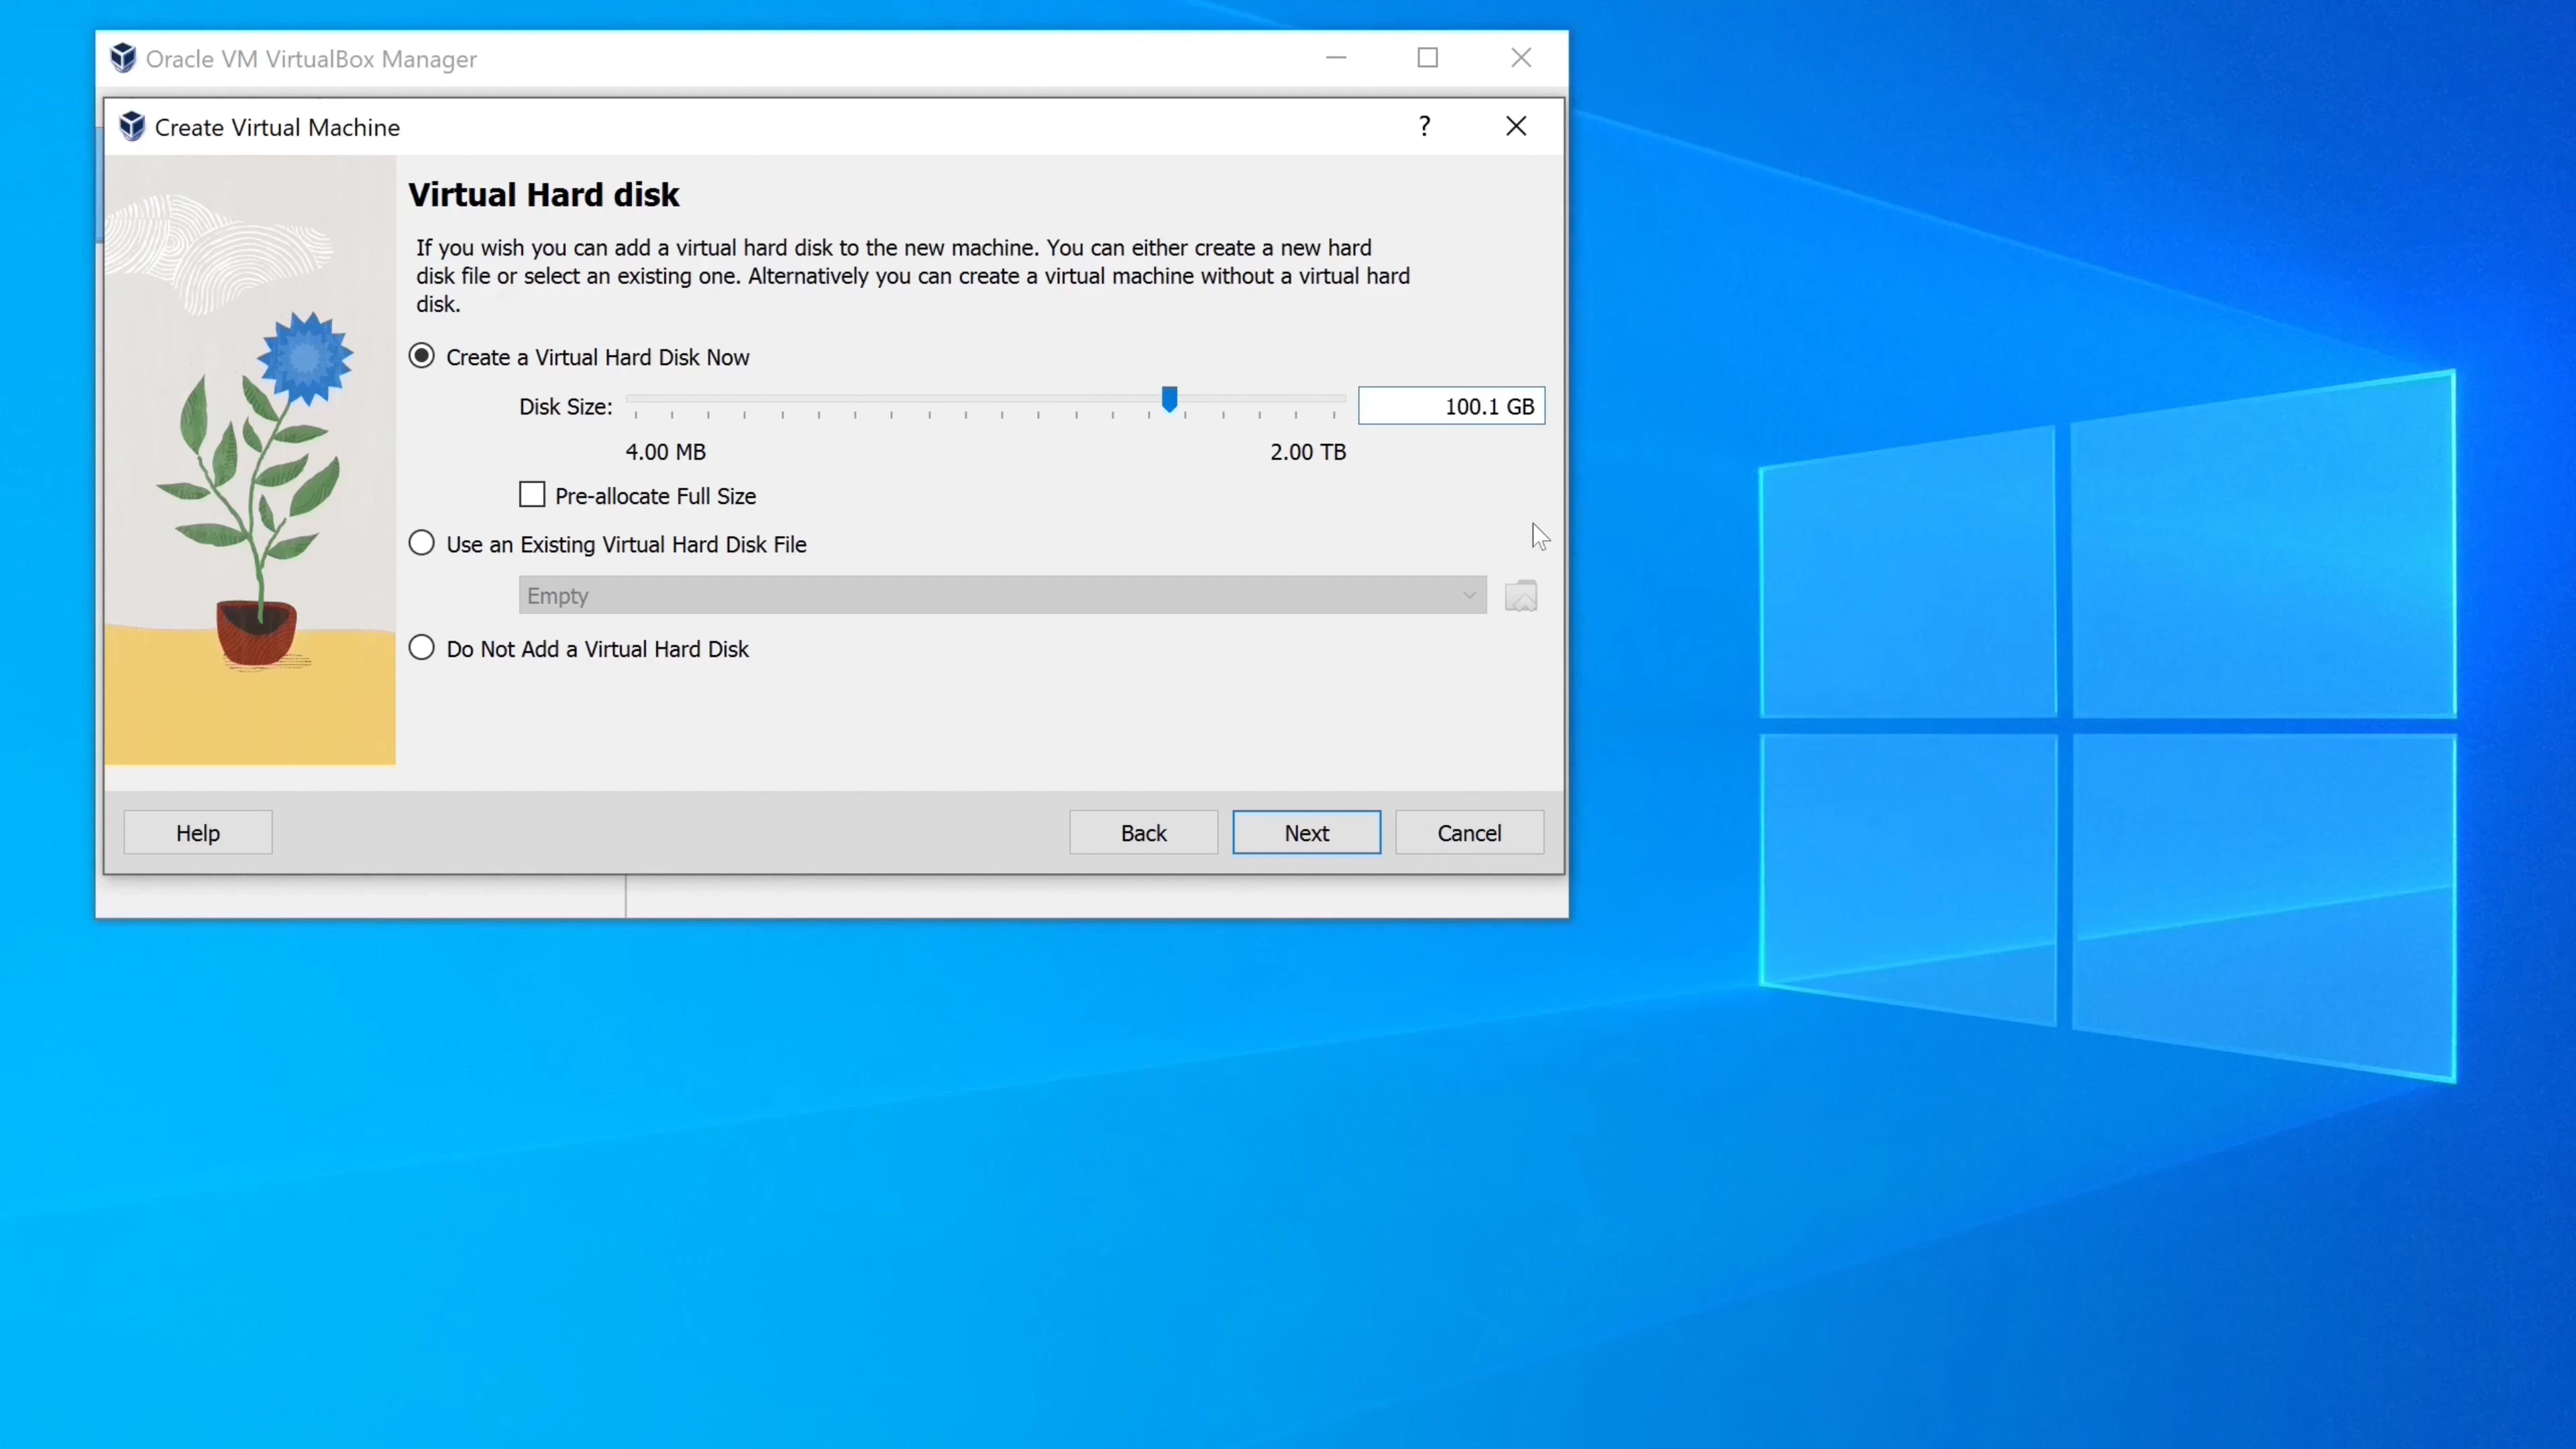 Oracle VM VirtualBox Manager
Create Virtual Machine
?
Virtual Hard disk
If you wish you can add a virtual hard disk to the new machine. You can either create a new hard
disk file or select an existing one. Alternatively you can create a virtual machine without a virtual hard
disk.
Create a Virtual Hard Disk Now
Disk Size:
100.1 GB
4.00 MB
2.00 TB
Pre-allocate Full Size
Use an Existing Virtual Hard Disk File
Empty
Do Not Add a Virtual Hard Disk
Help
Back
Next
Cancel